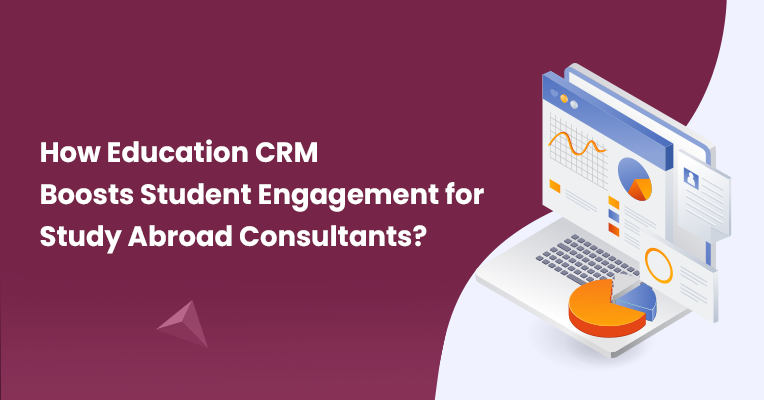 How Education CRM
Boosts Student Engagement for
Study Abroad Consultants?